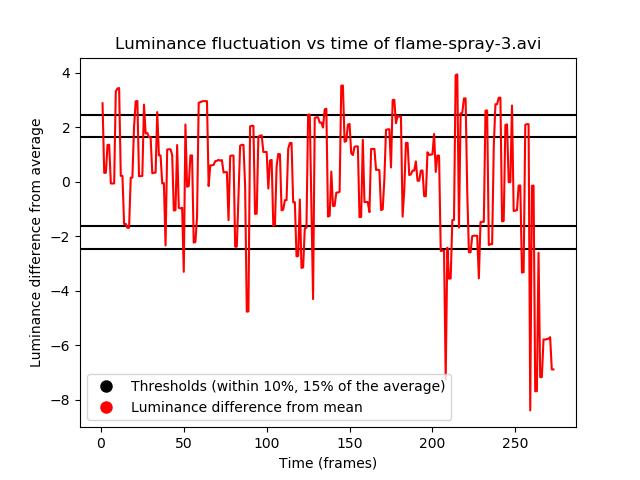 Luminance fluctuation vs time of flame-spray-3.avi
Luminance difference from average
4
2
0
−2
−4
−6
−8
Thresholds (within 10%, 15% of the average)
Luminance difference from mean
0 50 100 150 200 250
Time (frames)